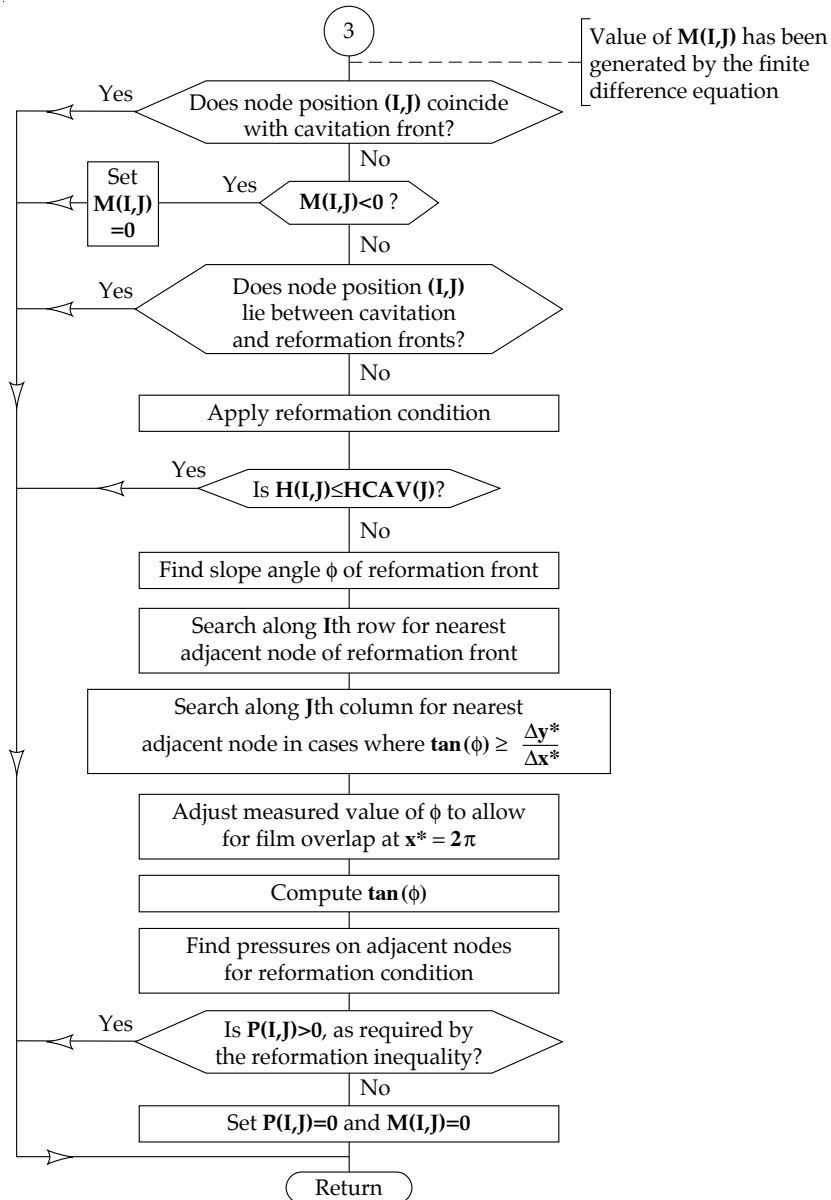 3
Value of M(I,J) has been
generated by the finite
difference equation
Yes
Does node position (I,J) coincide
with cavitation front?
No
Set
M(I,J)
=0
Yes
M(I,J)<0 ?
No
Yes
Does node position (I,J)
lie between cavitation
and reformation fronts?
No
Apply reformation condition
Yes
Is H(I,J)≤HCAV(J)?
No
Find slope angle ϕ of reformation front
Search along Ith row for nearest
adjacent node of reformation front
Search along Jth column for nearest
adjacent node in cases where tan(ϕ) ≥ Δy*/Δx*
Adjust measured value of ϕ to allow
for film overlap at x* = 2π
Compute tan(ϕ)
Find pressures on adjacent nodes
for reformation condition
Yes
Is P(I,J)>0, as required by
the reformation inequality?
No
Set P(I,J)=0 and M(I,J)=0
Return